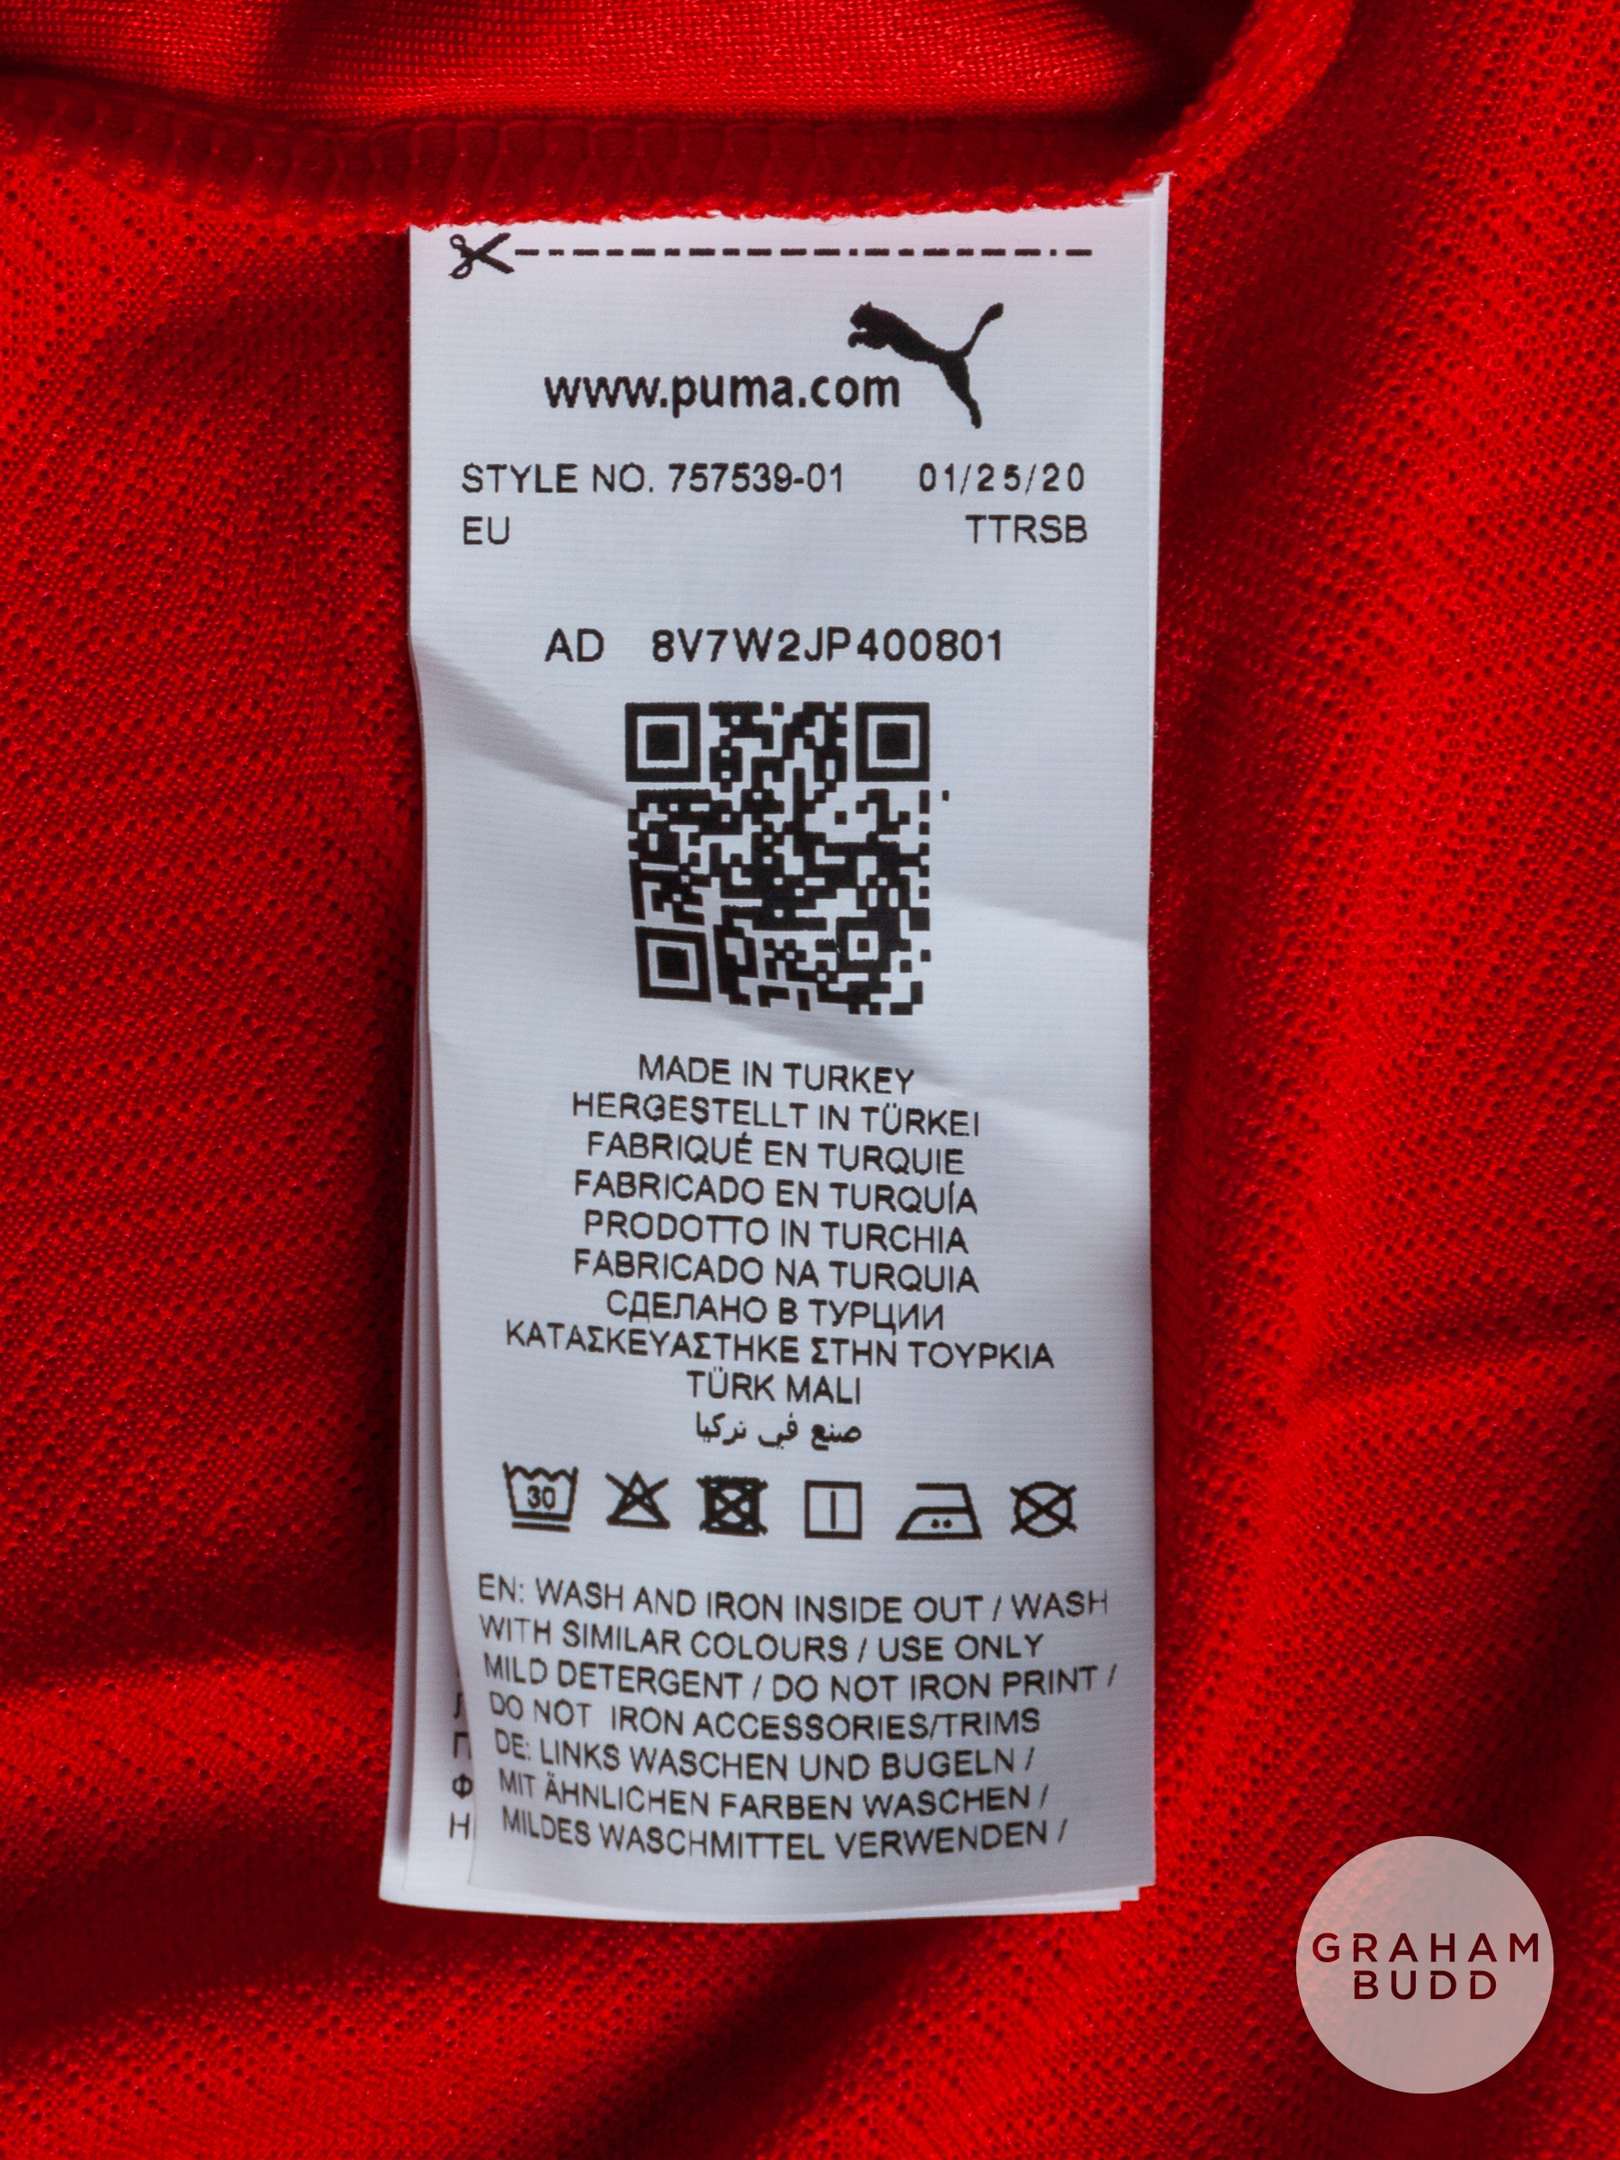 www.puma.com
STYLE NO. 757539-01 01/25/20
EU TTRSB
AD 8V7W2JP400801
MADE IN TURKEY
HERGESTELLT IN TÜRKEI
FABRIQUÉ EN TURQUIE
FABRICADO EN TURQUÍA
PRODOTTO IN TURCHIA
FABRICADO NA TURQUIA
СДЕЛАНО В ТУРЦИИ
ΚΑΤΑΣΚΕΥΑΣΤΗΚΕ ΣΤΗΝ ΤΟΥΡΚΙΑ
TÜRK MALI
صنع في تركيا
30
EN: WASH AND IRON INSIDE OUT / WASH
WITH SIMILAR COLOURS / USE ONLY
MILD DETERGENT / DO NOT IRON PRINT /
DO NOT IRON ACCESSORIES/TRIMS
DE: LINKS WASCHEN UND BUGELN /
MIT ÄHNLICHEN FARBEN WASCHEN /
MILDES WASCHMITTEL VERWENDEN /
GRAHAM
BUDD